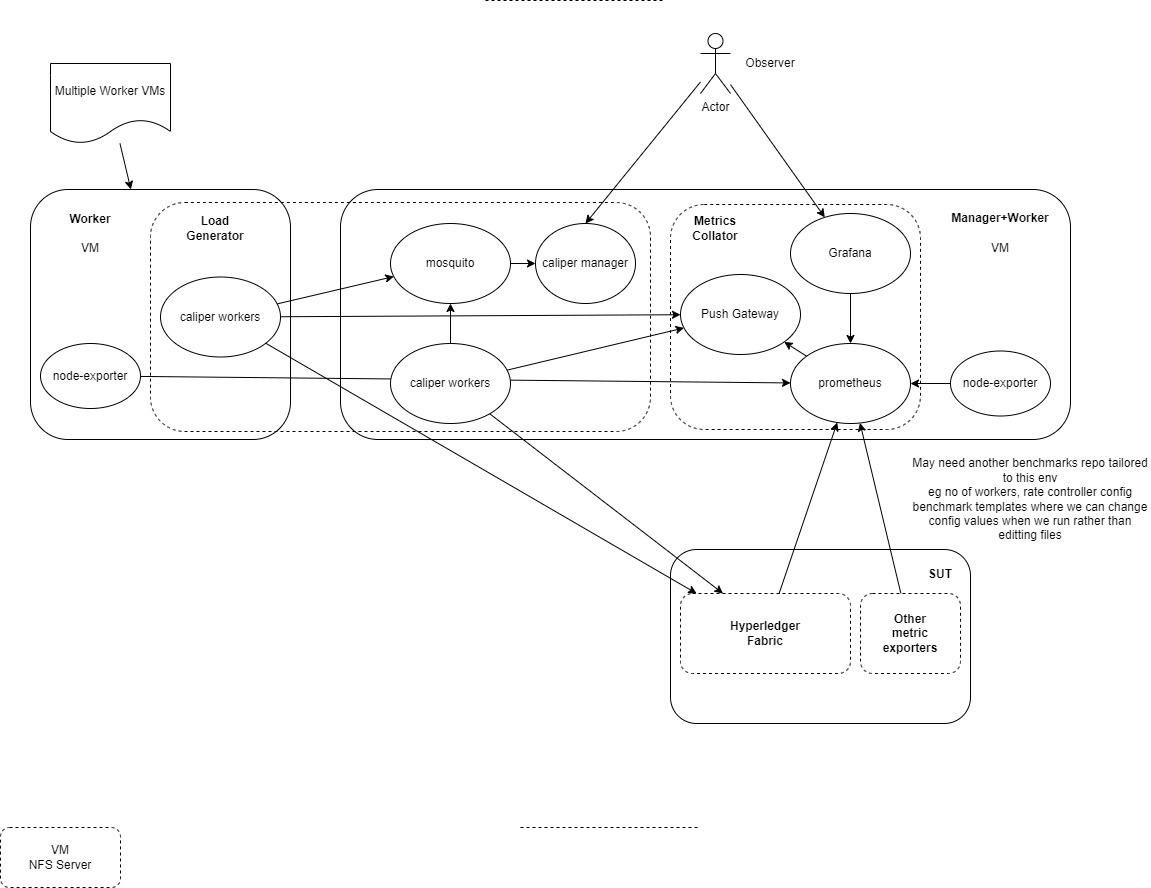 Observer
Actor
Multiple Worker VMs
Worker
VM
Load
Generator
caliper workers
node-exporter
mosquito
caliper manager
caliper workers
Metrics
Collator
Push Gateway
Grafana
prometheus
Manager+Worker
VM
node-exporter
May need another benchmarks repo tailored
to this env
eg no of workers, rate controller config
benchmark templates where we can change
config values when we run rather than
editting files
SUT
Hyperledger
Fabric
Other
metric
exporters
VM
NFS Server